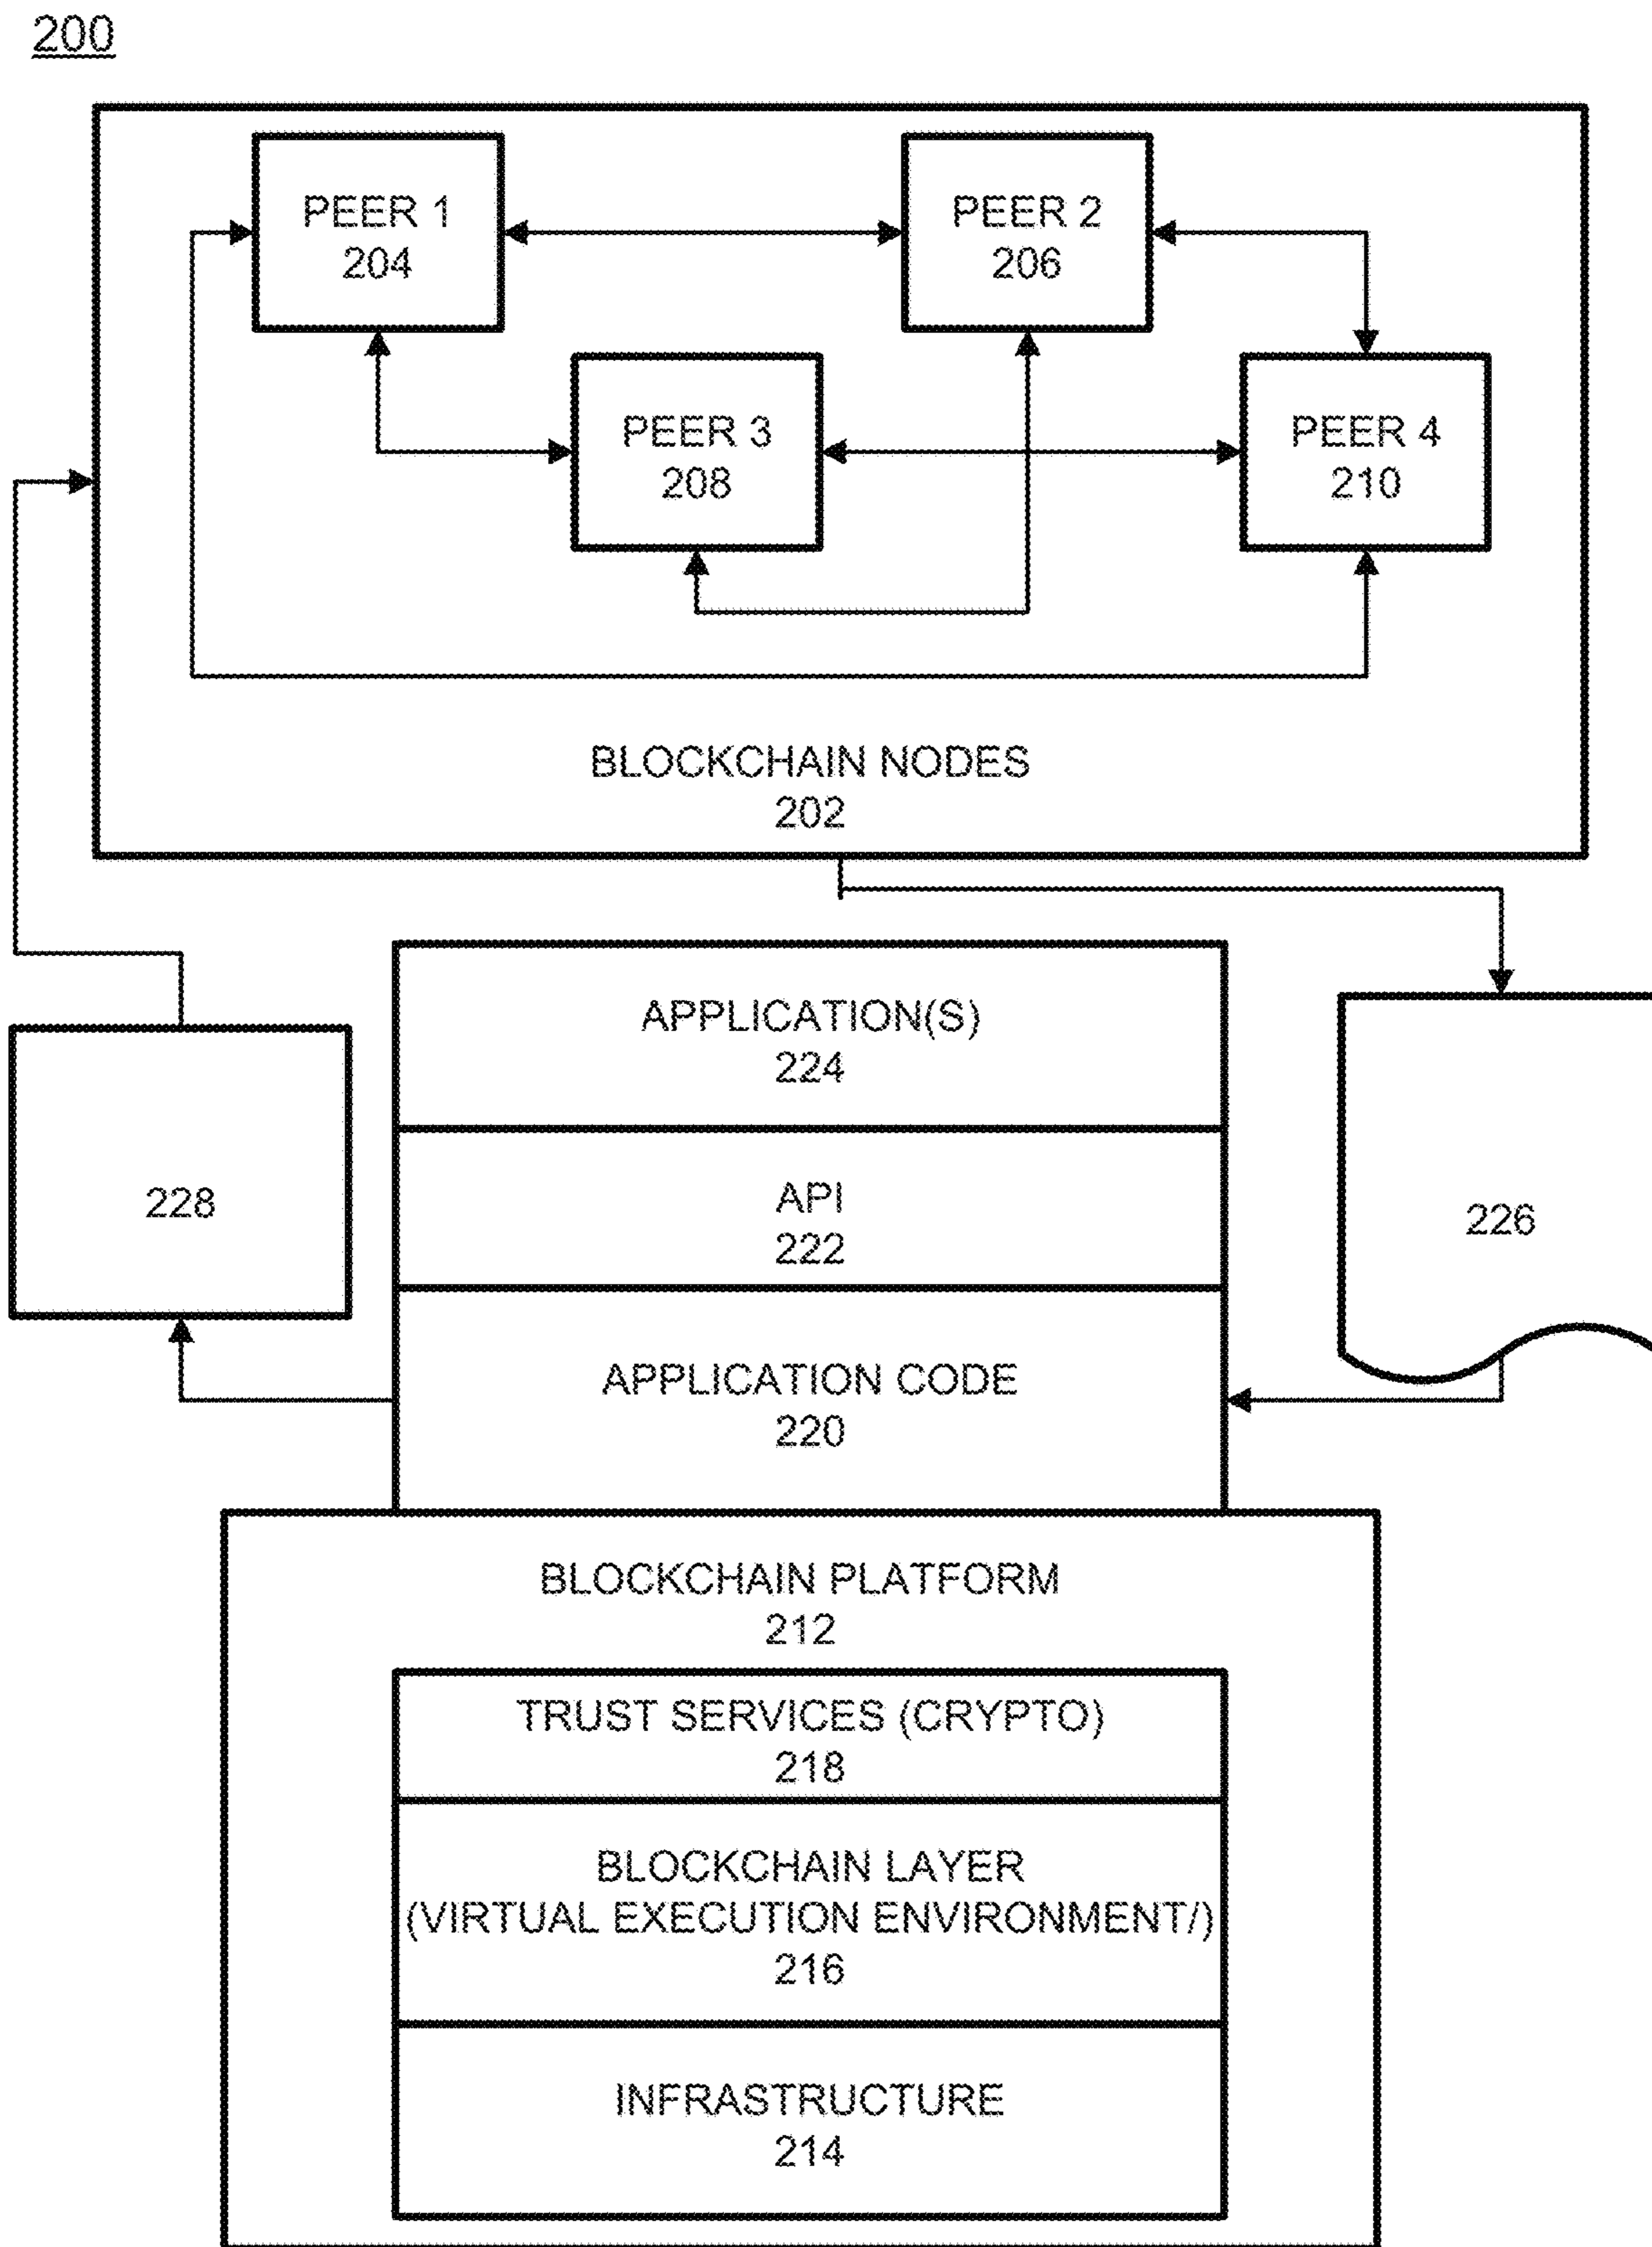 200
PEER 1
204
PEER 2
206
PEER 3
208
PEER 4
210
BLOCKCHAIN NODES
202
APPLICATION(S)
224
228
API
222
226
APPLICATION CODE
220
BLOCKCHAIN PLATFORM
212
TRUST SERVICES (CRYPTO)
218
BLOCKCHAIN LAYER
(VIRTUAL EXECUTION ENVIRONMENT/)
216
INFRASTRUCTURE
214